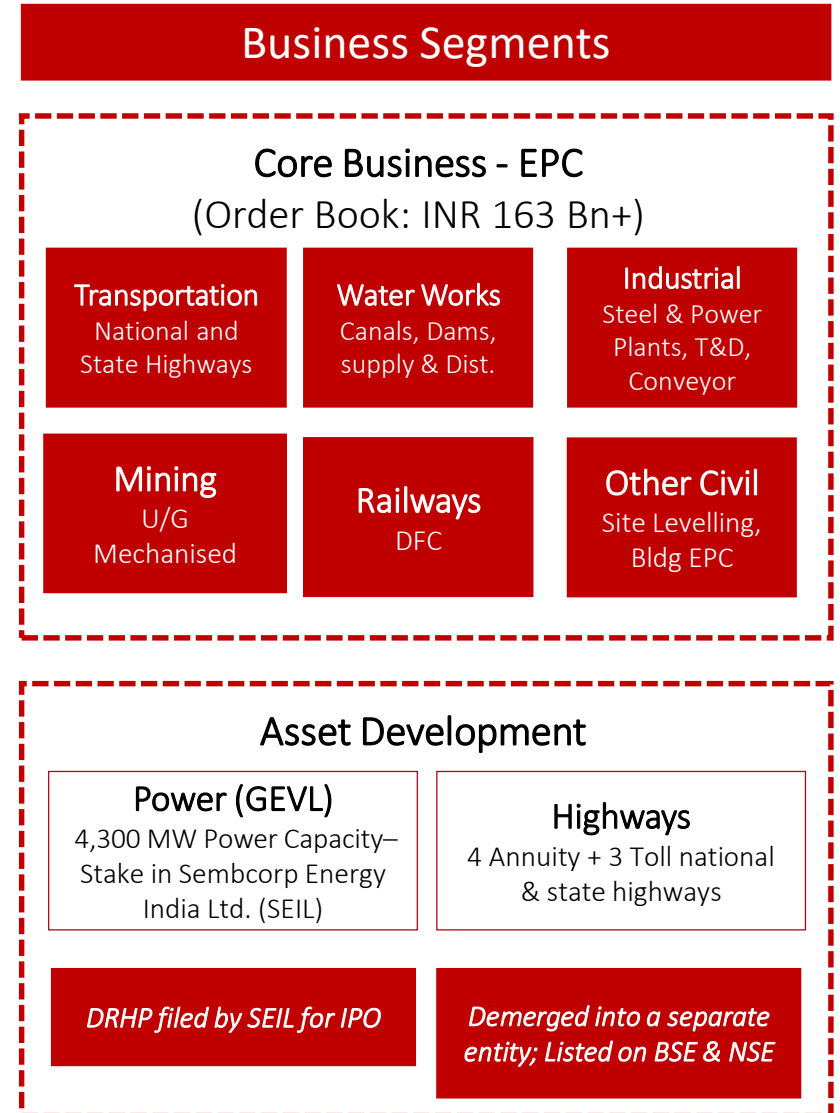 Business Segments
Core Business - EPC
(Order Book: INR 163 Bn+)
Transportation
National and
State Highways
Water Works
Canals, Dams,
supply & Dist.
Industrial
Steel & Power
Plants, T&D,
Conveyor
Mining
U/G
Mechanised
Railways
DFC
Other Civil
Site Levelling,
Bldg EPC
Asset Development
Power (GEVL)
4,300 MW Power Capacity–
Stake in Sembcorp Energy
India Ltd. (SEIL)
Highways
4 Annuity + 3 Toll national
& state highways
DRHP filed by SEIL for IPO
Demerged into a separate
entity; Listed on BSE & NSE